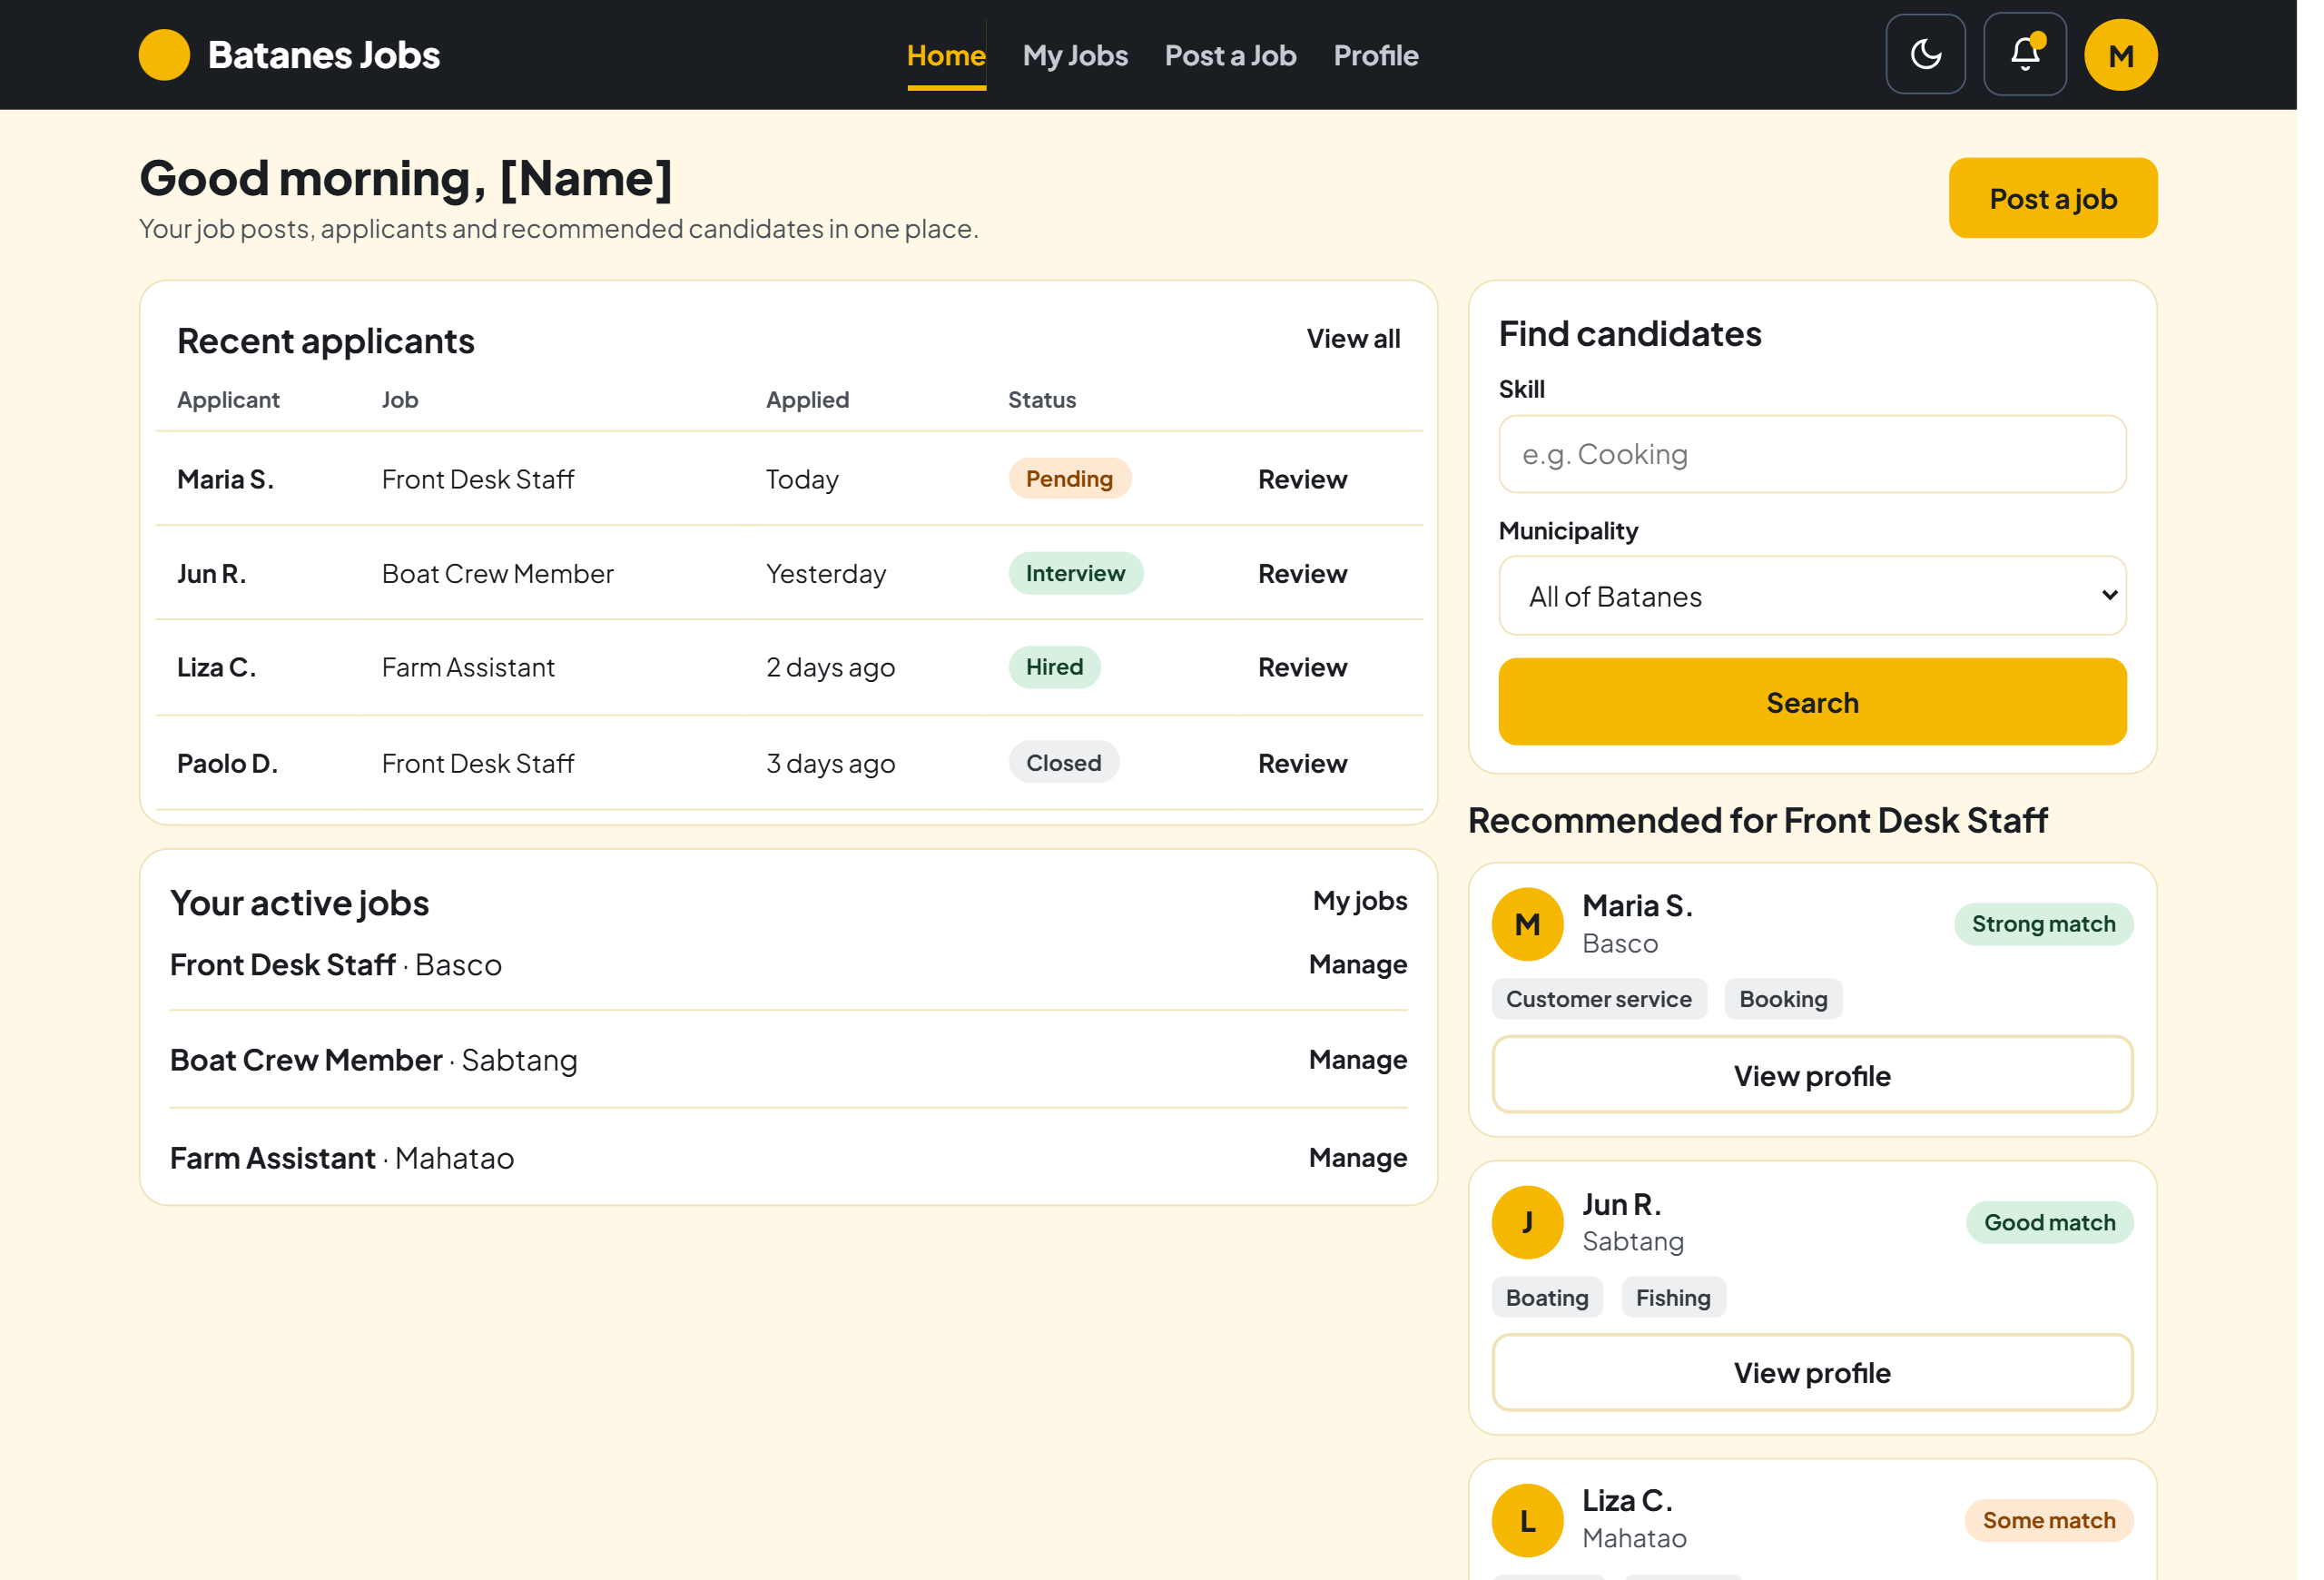 Batanes Jobs
Home My Jobs Post a Job Profile
M
Good morning, [Name]
Your job posts, applicants and recommended candidates in one place.
Post a job
Recent applicants
View all
Applicant Job Applied Status
Maria S. Front Desk Staff Today Pending Review
Jun R. Boat Crew Member Yesterday Interview Review
Liza C. Farm Assistant 2 days ago Hired Review
Paolo D. Front Desk Staff 3 days ago Closed Review
Your active jobs
My jobs
Front Desk Staff · Basco Manage
Boat Crew Member · Sabtang Manage
Farm Assistant · Mahatao Manage
Find candidates
Skill
e.g. Cooking
Municipality
All of Batanes
Search
Recommended for Front Desk Staff
M
Maria S.
Basco
Strong match
Customer service Booking
View profile
J
Jun R.
Sabtang
Good match
Boating Fishing
View profile
L
Liza C.
Mahatao
Some match